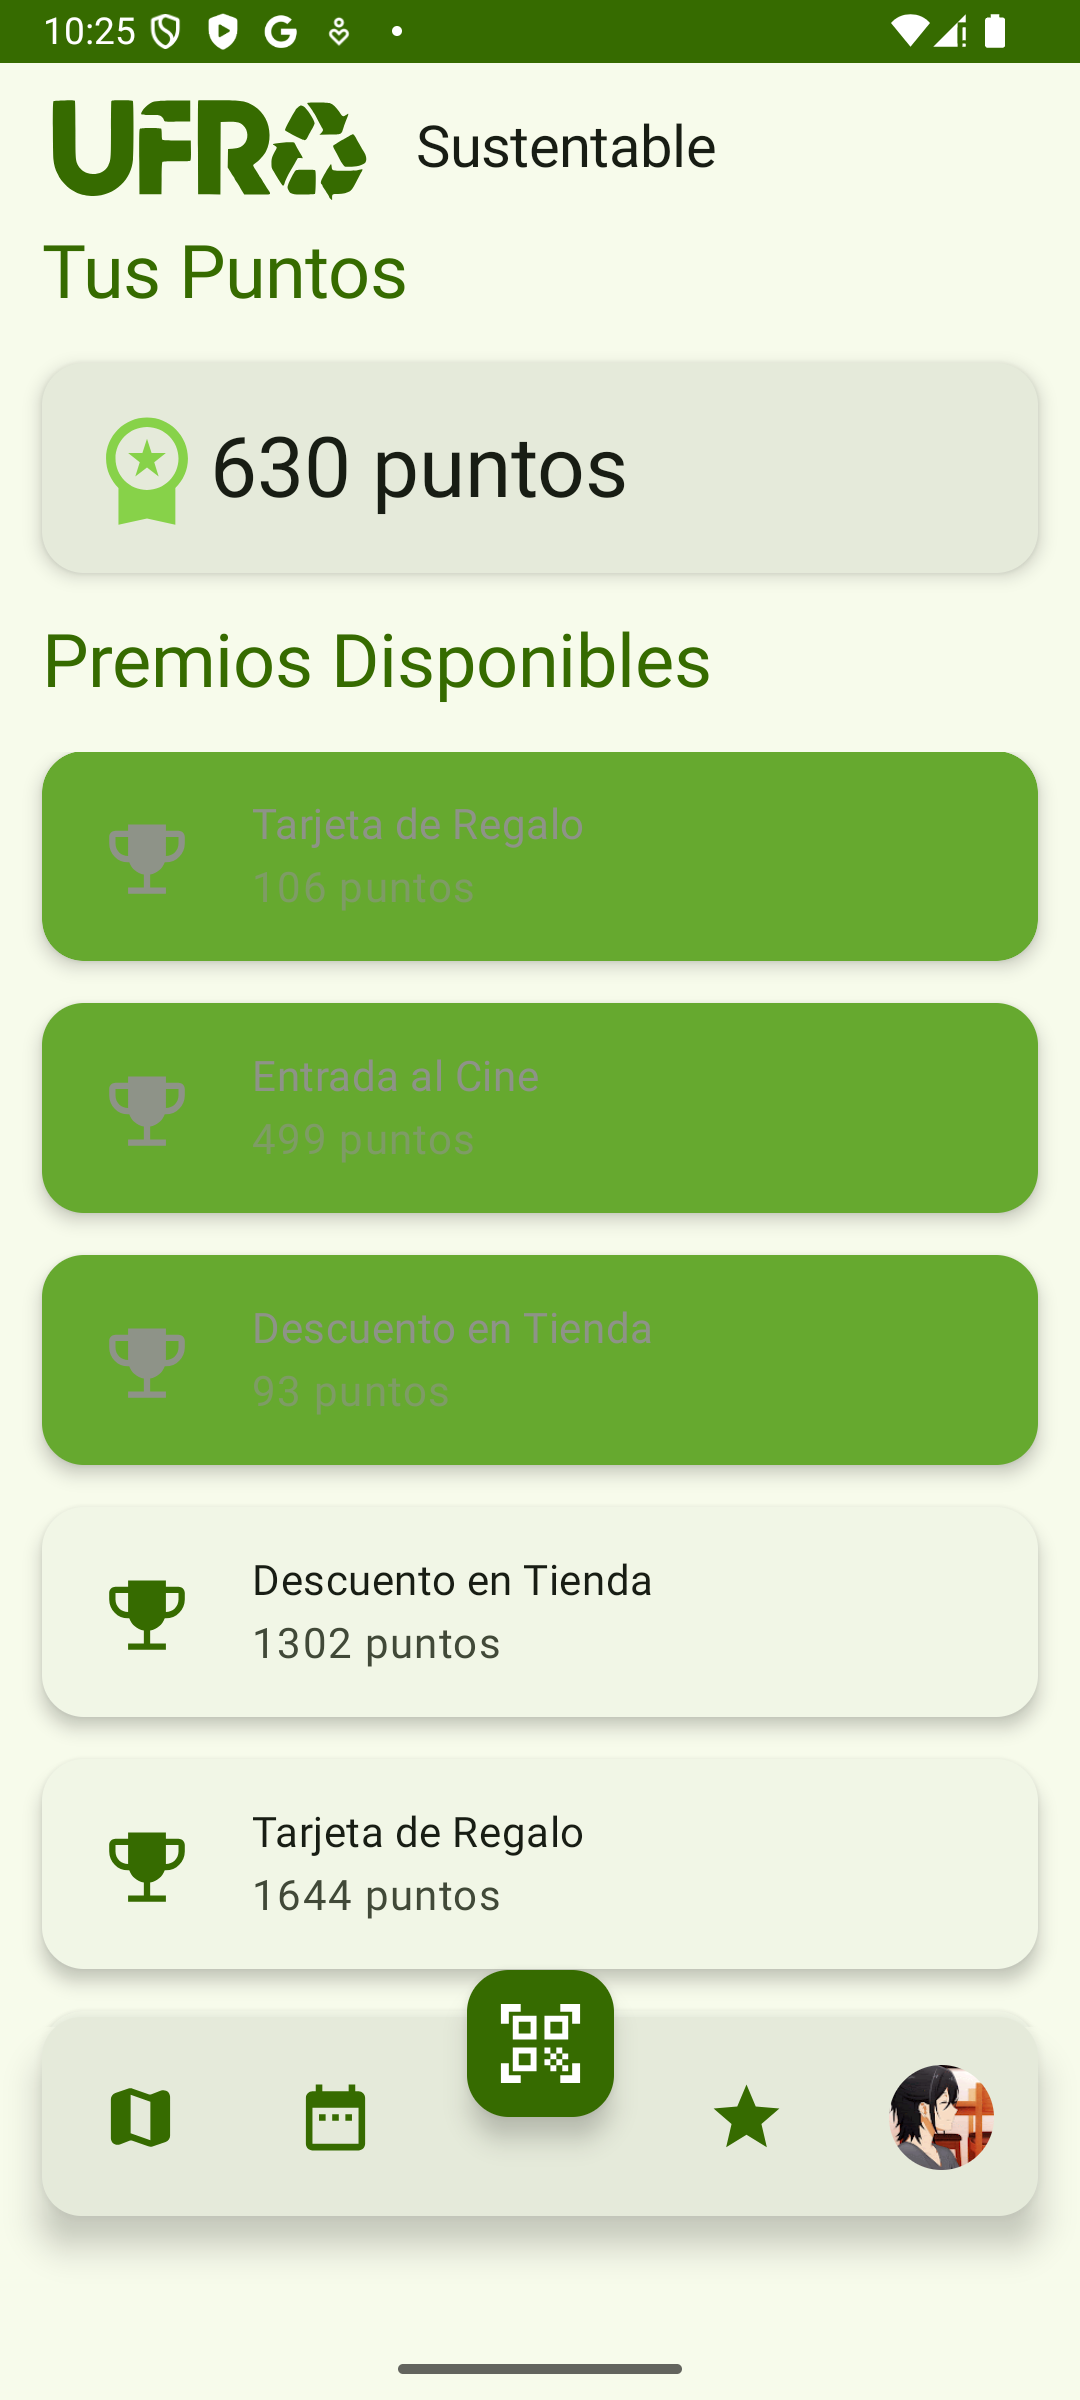 10:25
UFRO Sustentable
Tus Puntos
630 puntos
Premios Disponibles
Tarjeta de Regalo
106 puntos
Entrada al Cine
499 puntos
Descuento en Tienda
93 puntos
Descuento en Tienda
1302 puntos
Tarjeta de Regalo
1644 puntos